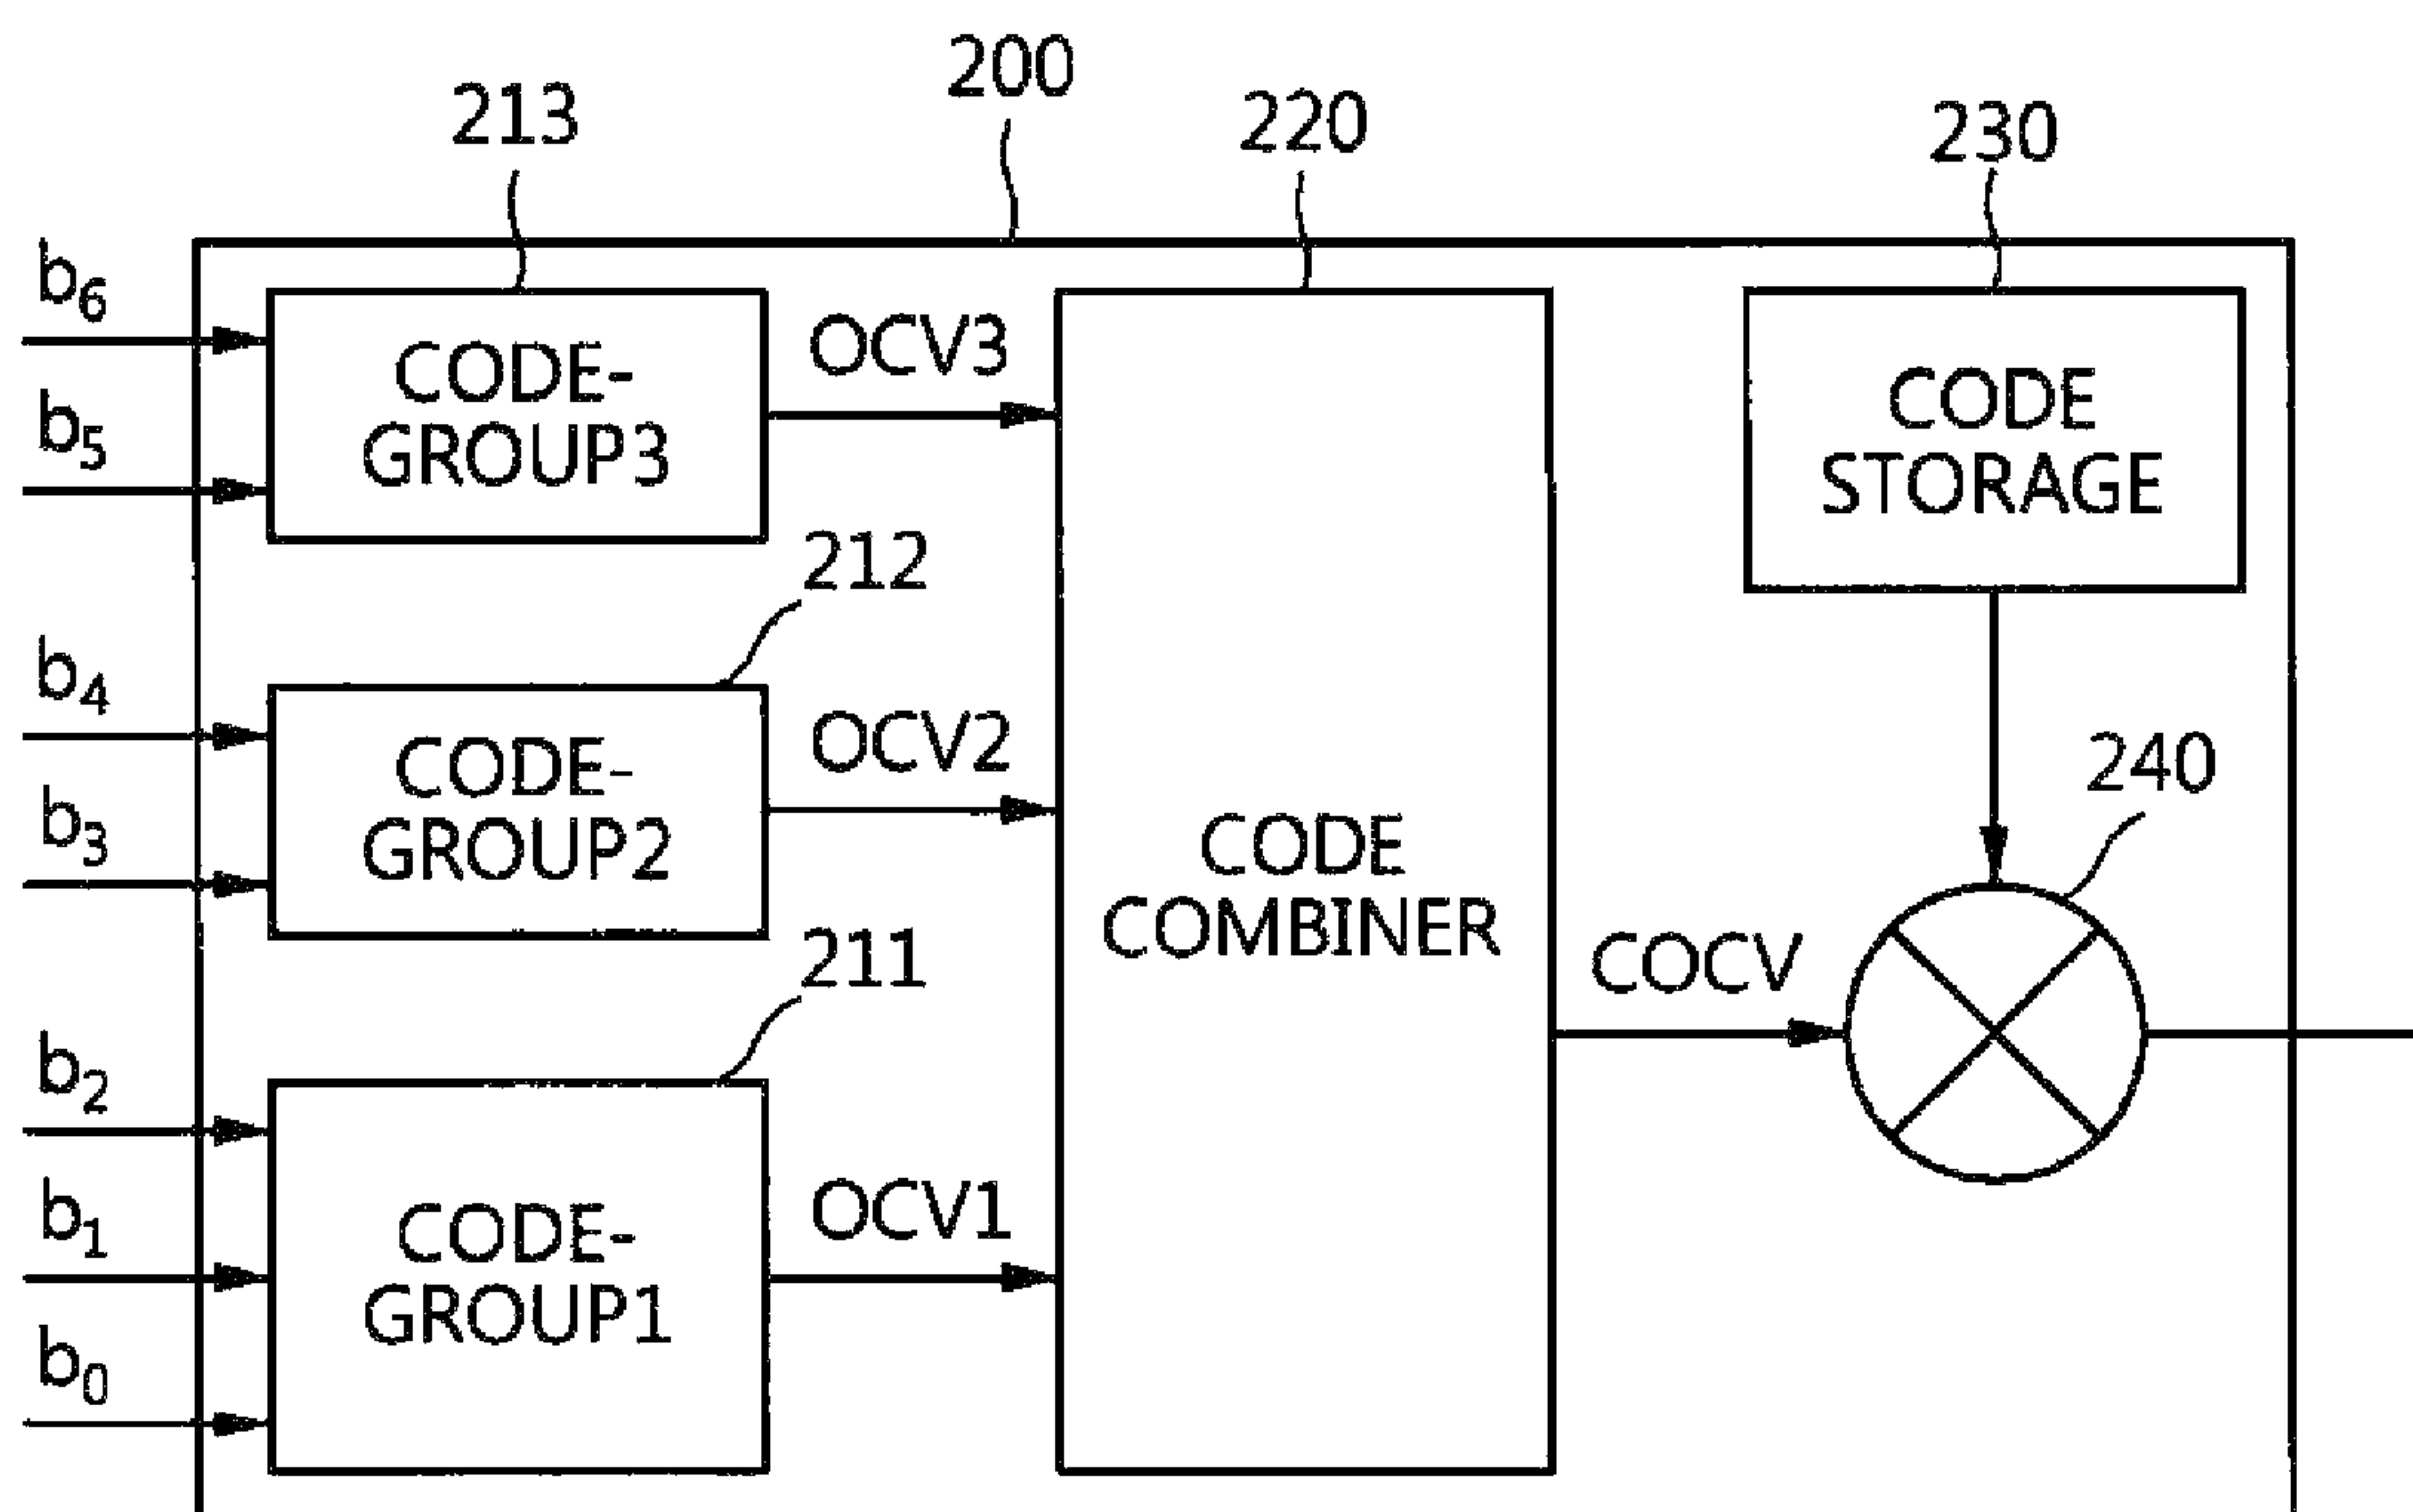 200
213
220
230
b6
CODE-
GROUP3
OCV3
b5
CODE
STORAGE
212
b4
CODE-
GROUP2
OCV2
b3
240
CODE
COMBINER
COCV
211
b2
CODE-
GROUP1
OCV1
b1
b0